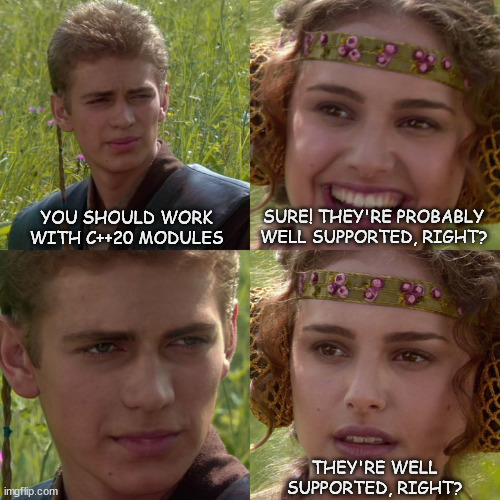 YOU SHOULD WORK
WITH C++20 MODULES
SURE! THEY'RE PROBABLY
WELL SUPPORTED, RIGHT?
THEY'RE WELL
SUPPORTED, RIGHT?
imgflip.com